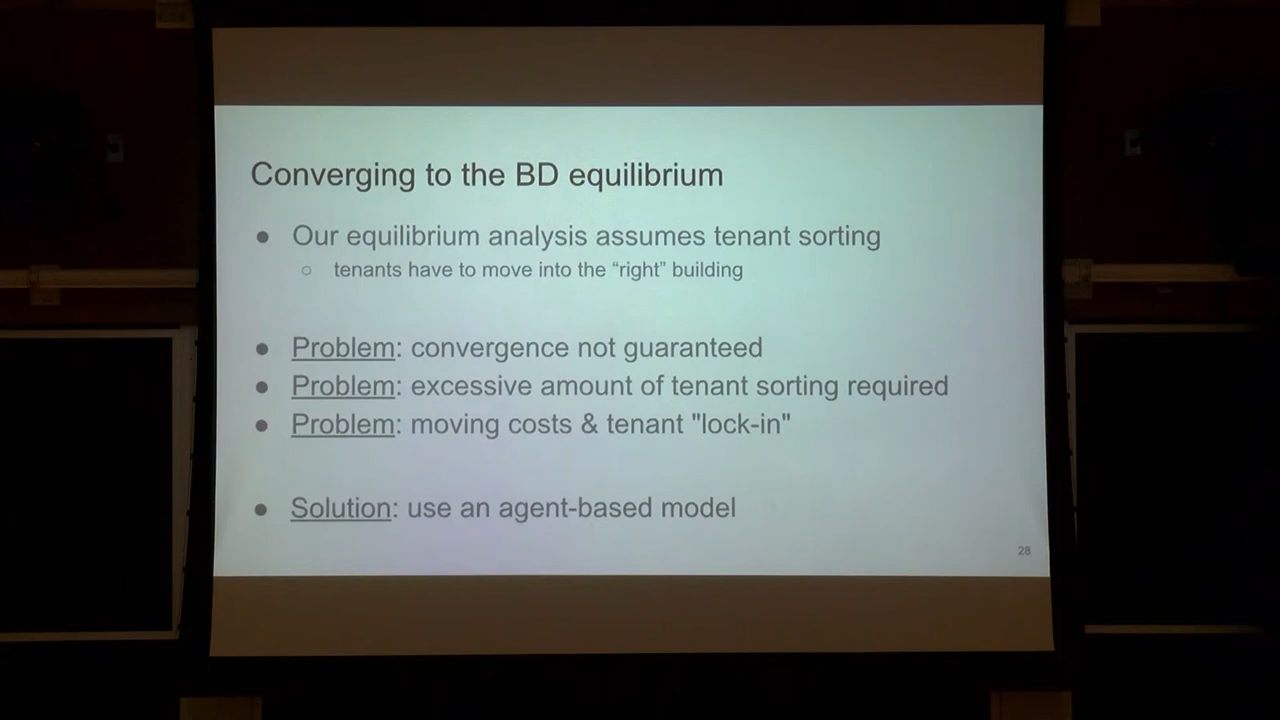 Converging to the BD equilibrium
● Our equilibrium analysis assumes tenant sorting
○ tenants have to move into the “right” building
● Problem: convergence not guaranteed
● Problem: excessive amount of tenant sorting required
● Problem: moving costs & tenant "lock-in"
● Solution: use an agent-based model
28